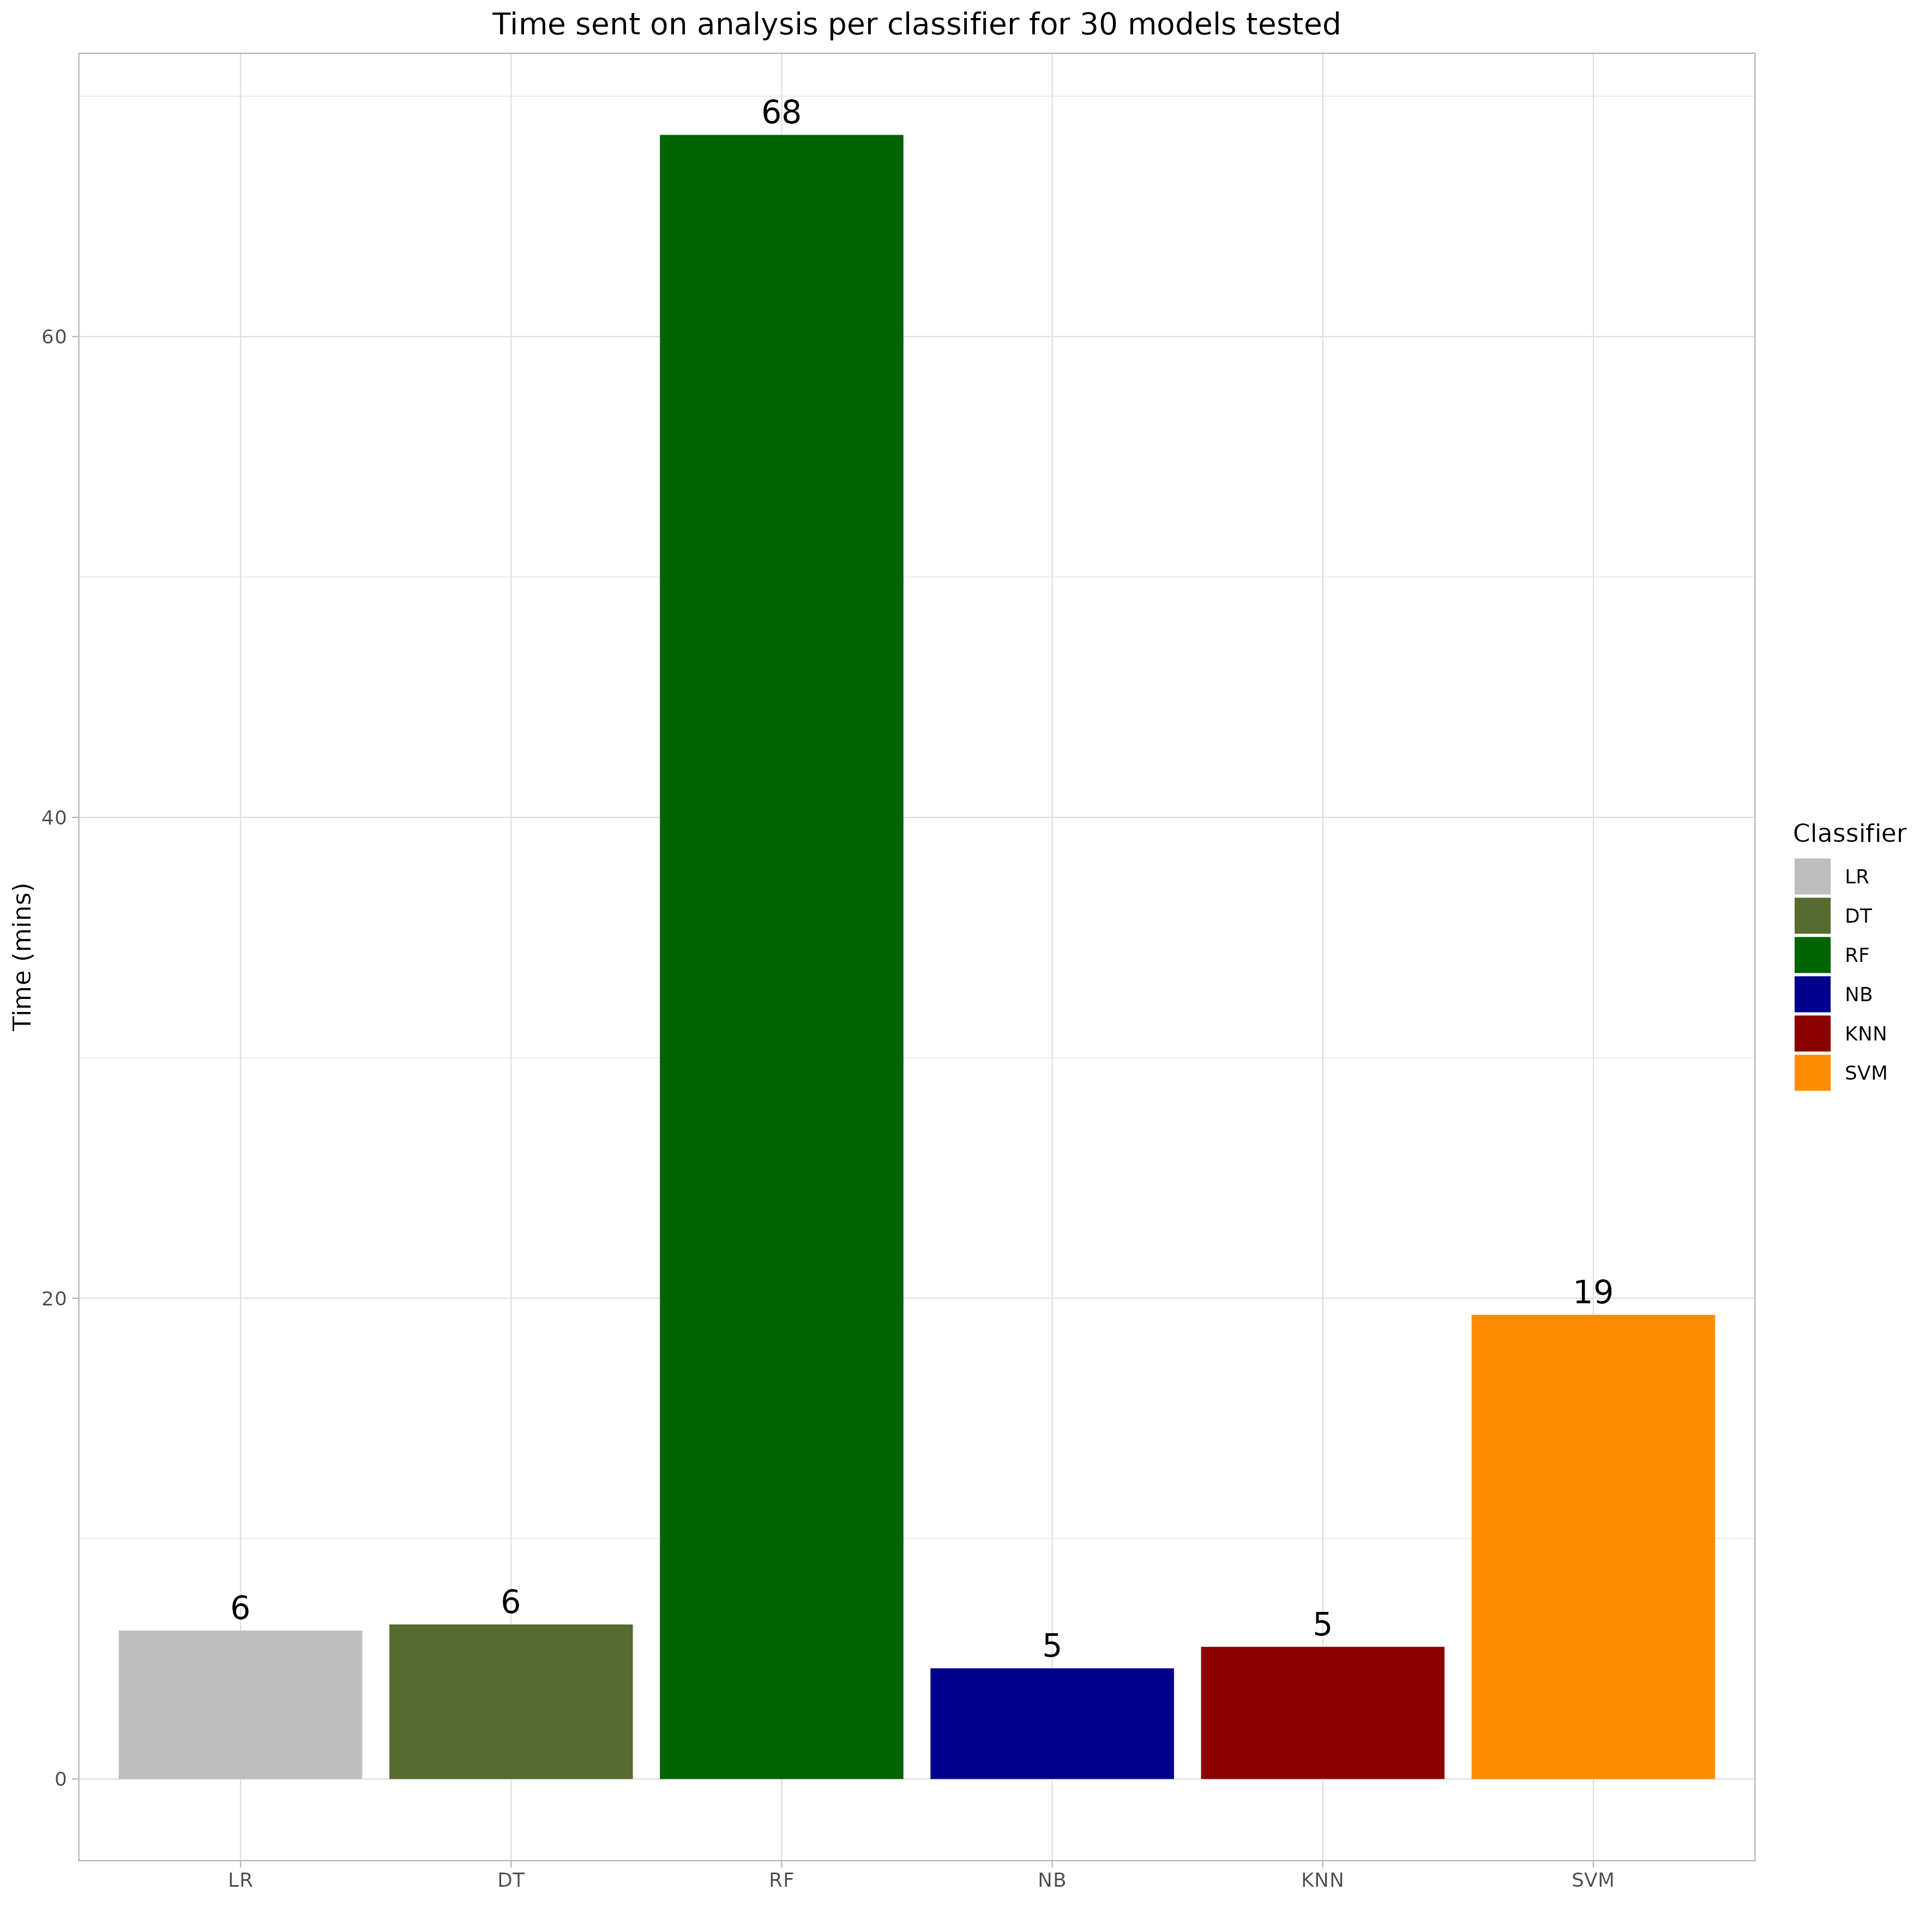 Time sent on analysis per classifier for 30 models tested
68
60
40
20
0
19
6
6
5
5
Time (mins)
LR
DT
RF
NB
KNN
SVM
Classifier
LR
DT
RF
NB
KNN
SVM